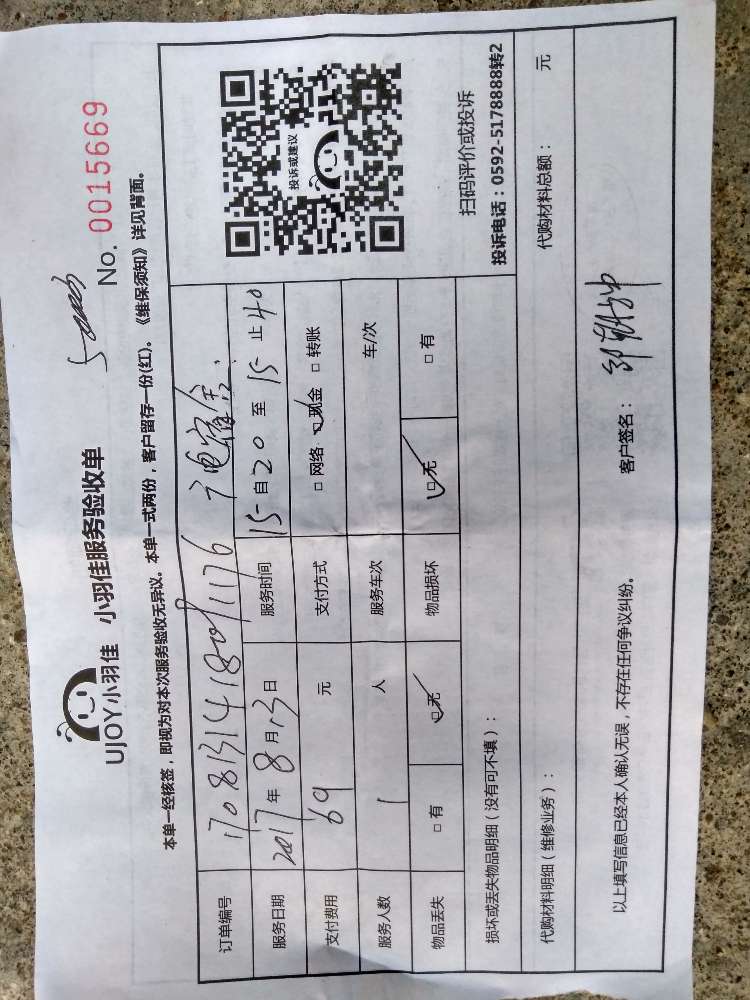 UJOY小羽佳 小羽佳服务验收单
No. 0015669
本单一经核签，即视为对本次服务验收无异议。本单一式两份，客户留存一份(红)。《维保须知》详见背面。
订单编号 170813141801176
服务日期 2017年8月13日 服务时间 15自20至15止40
支付费用 69 元 支付方式 □网络 ☑现金 □转账
服务人数 1 人 服务车次 车/次
物品丢失 □有 ☑无 物品损坏 ☑无 □有
投诉或建议
扫码评价或投诉
投诉电话：0592-5178888转2
损坏或丢失物品明细（没有可不填）：
代购材料明细（维修业务）： 代购材料总额： 元
以上填写信息已经本人确认无误，不存在任何争议纠纷。 客户签名：